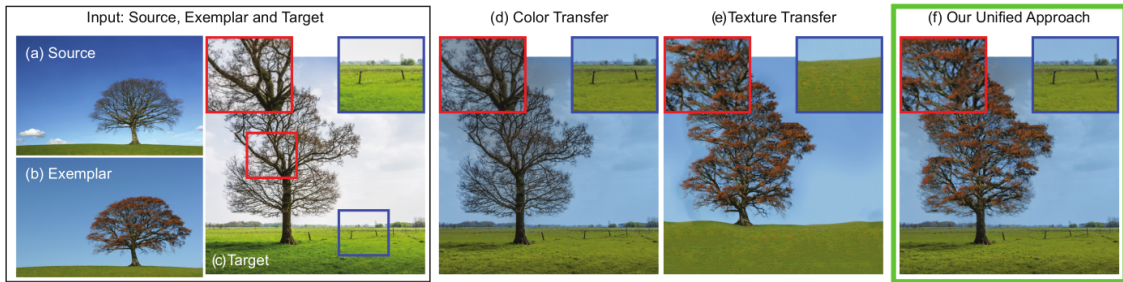 Input: Source, Exemplar and Target
(d) Color Transfer
(e)Texture Transfer
(f) Our Unified Approach
(a) Source
(b) Exemplar
(c)Target